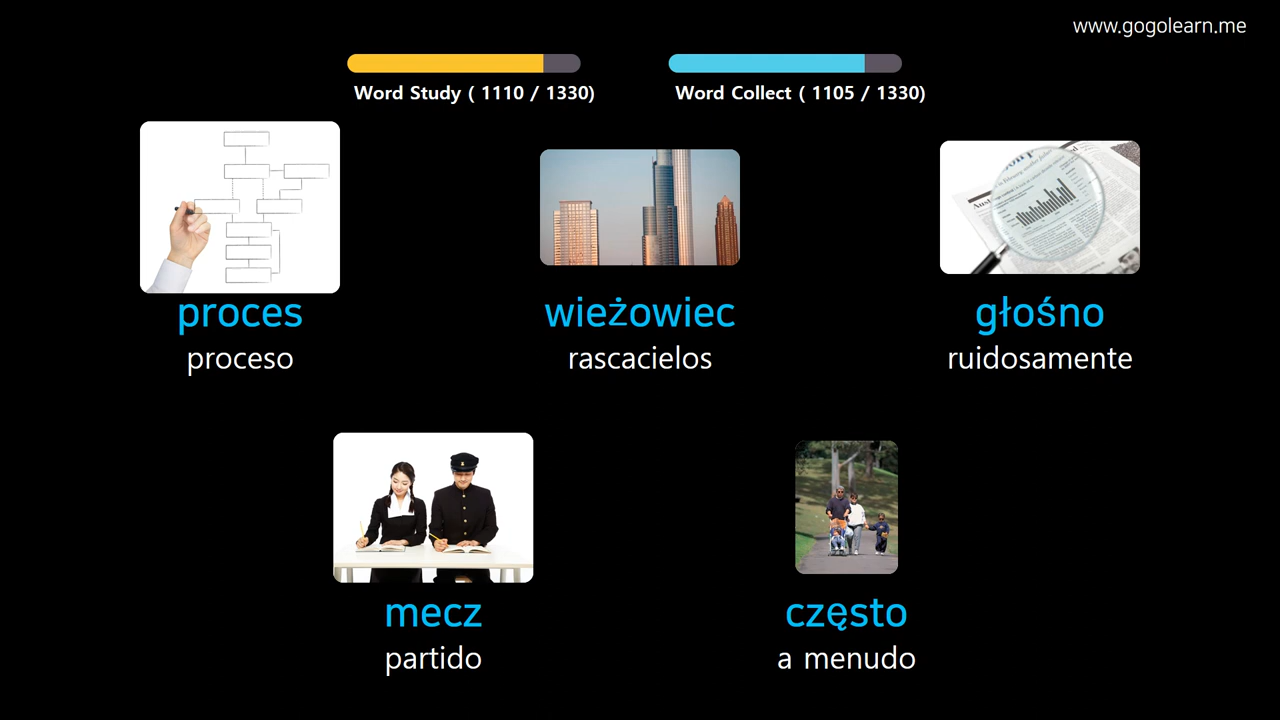 www.gogolearn.me
Word Study ( 1110 / 1330)
Word Collect ( 1105 / 1330)
proces
proceso
wieżowiec
rascacielos
głośno
ruidosamente
mecz
partido
często
a menudo